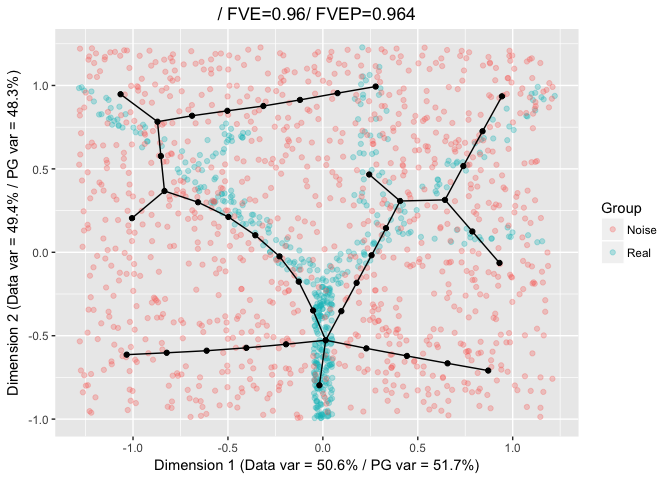 / FVE=0.96/ FVEP=0.964
Dimension 2 (Data var = 49.4% / PG var = 48.3%)
1.0
0.5
0.0
-0.5
-1.0
-1.0 -0.5 0.0 0.5 1.0
Dimension 1 (Data var = 50.6% / PG var = 51.7%)
Group
Noise
Real